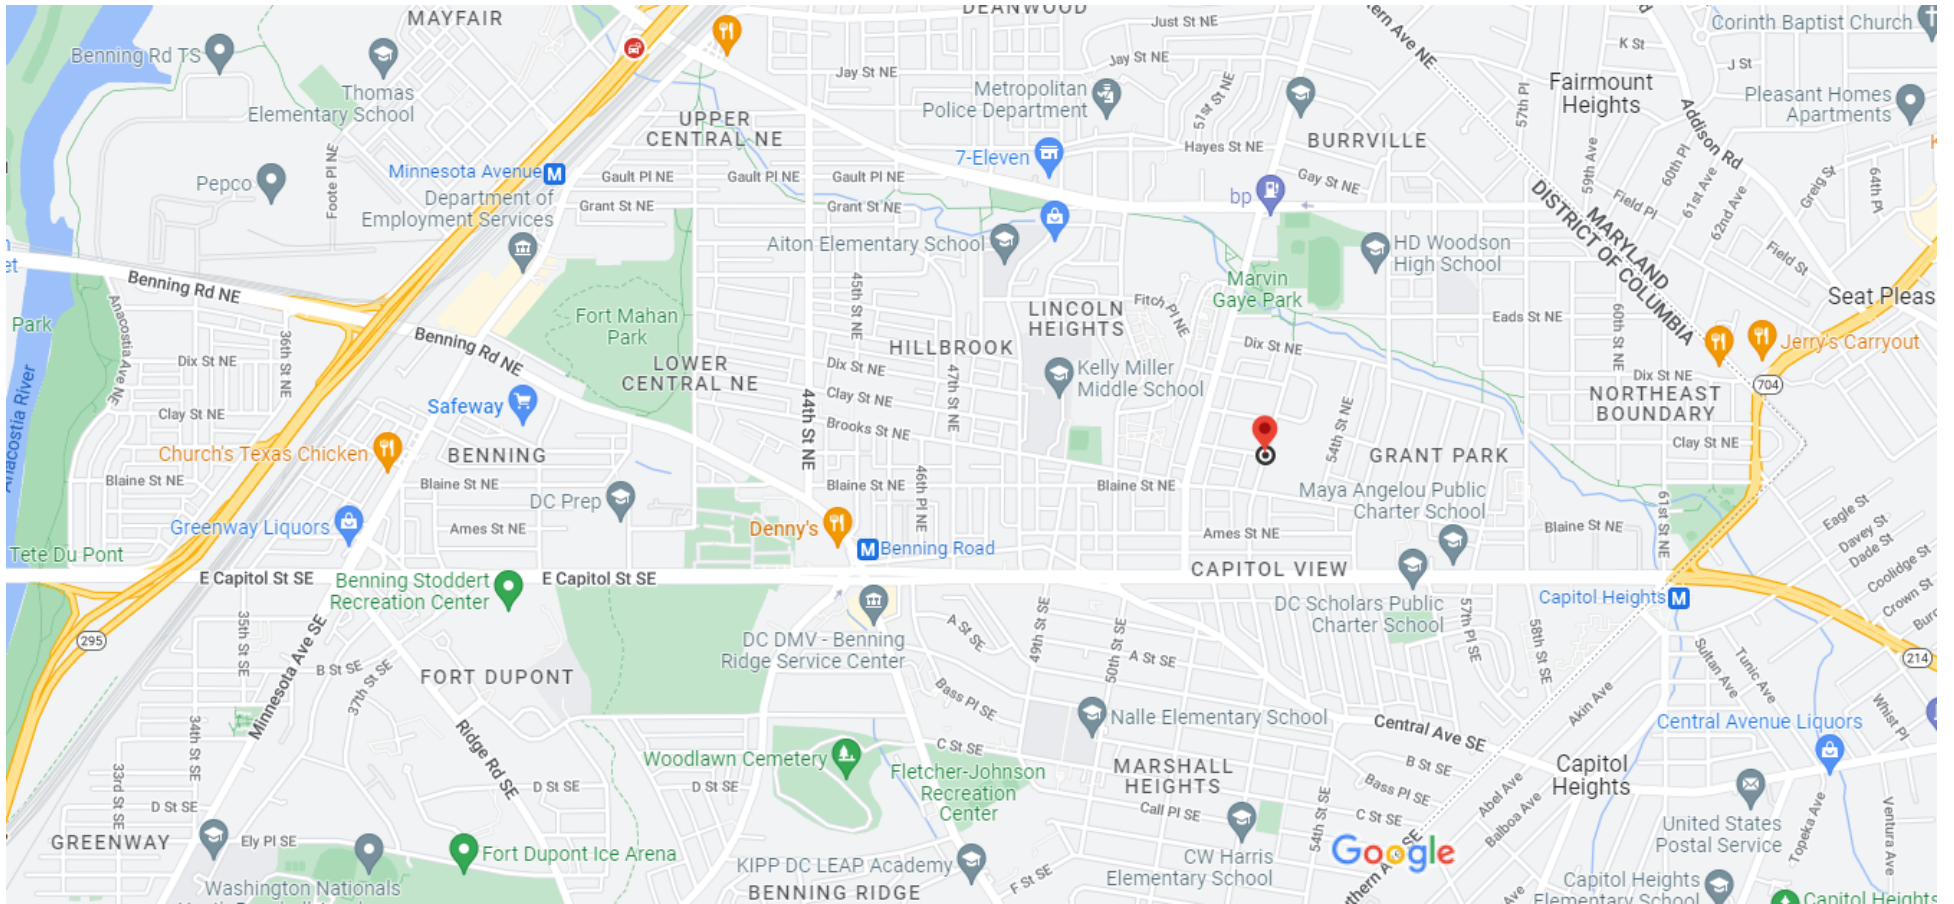 MAYFAIR
DEANWOOD
Just St NE
Corinth Baptist Church
Benning Rd TS
K St
J St
Jay St NE
Jay St NE
Fairmount
Heights
57th Pl
Thomas
Elementary School
Metropolitan
Police Department
51st St NE
Addison Rd
Pleasant Homes
Apartments
UPPER
CENTRAL NE
BURRVILLE
Hayes St NE
7-Eleven
Minnesota Avenue
M
Gault Pl NE
Gault Pl NE
Gault Pl NE
Gay St NE
59th Ave
60th Pl
61st Ave
62nd Ave
Greig St
64th Pl
Pepco
Foote Pl NE
Department of
Employment Services
Grant St NE
Grant St NE
bp
Field Pl
MARYLAND
DISTRICT OF COLUMBIA
Aiton Elementary School
HD Woodson
High School
Field St
Benning Rd NE
Marvin
Gaye Park
Seat Pleas
Park
Anacostia Ave NE
36th St NE
Fort Mahan
Park
45th St NE
LINCOLN
HEIGHTS
Fitch Pl NE
Eads St NE
60th St NE
Benning Rd NE
Dix St NE
LOWER
CENTRAL NE
HILLBROOK
Dix St NE
Dix St NE
Jerry's Carryout
Kelly Miller
Middle School
47th St NE
Dix St NE
704
Anacostia River
Clay St NE
Safeway
44th St NE
Clay St NE
NORTHEAST
BOUNDARY
Brooks St NE
54th St NE
Clay St NE
Church's Texas Chicken
BENNING
GRANT PARK
Blaine St NE
Blaine St NE
DC Prep
Blaine St NE
46th Pl NE
Blaine St NE
Maya Angelou Public
Charter School
61st St NE
Eagle St
Greenway Liquors
Ames St NE
Denny's
Ames St NE
Blaine St NE
Davey St
Dade St
Tete Du Pont
M
Benning Road
Coolidge St
E Capitol St SE
Benning Stoddert
Recreation Center
E Capitol St SE
CAPITOL VIEW
Capitol Heights
M
Crown St
DC Scholars Public
Charter School
295
35th St SE
Minnesota Ave SE
DC DMV - Benning
Ridge Service Center
A St SE
49th St SE
50th St SE
57th Pl SE
58th St SE
A St SE
214
B St SE
37th St SE
FORT DUPONT
Bass Pl SE
Sultan Ave
Tunic Ave
Akin Ave
Whist Pl
34th St SE
Ridge Rd SE
Nalle Elementary School
Central Ave SE
Central Avenue Liquors
Woodlawn Cemetery
C St SE
Fletcher-Johnson
Recreation
Center
MARSHALL
HEIGHTS
B St SE
Bass Pl SE
Capitol
Heights
33rd St SE
D St SE
D St SE
D St SE
Call Pl SE
C St SE
Abel Ave
Balboa Ave
Topeka Ave
Ventura Ave
United States
Postal Service
GREENWAY
Ely Pl SE
Fort Dupont Ice Arena
54th St SE
Google
KIPP DC LEAP Academy
F St SE
CW Harris
Elementary School
Washington Nationals
BENNING RIDGE
Capitol Heights
Elementary School
Capitol Heights